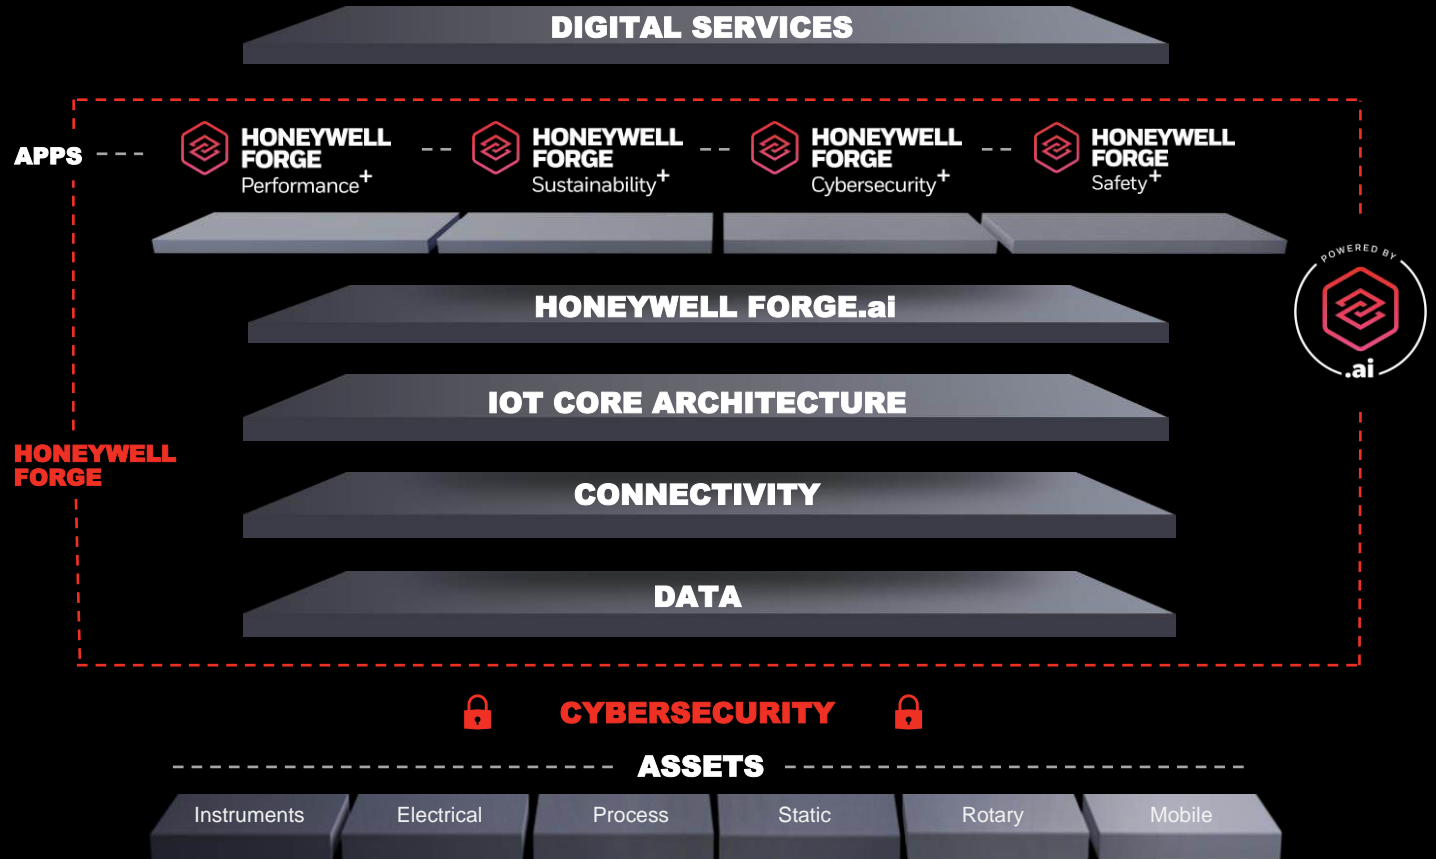 DIGITAL SERVICES
APPS
HONEYWELL
FORGE
Performance+
HONEYWELL
FORGE
Sustainability+
HONEYWELL
FORGE
Cybersecurity+
HONEYWELL
FORGE
Safety+
POWERED BY
.ai
HONEYWELL FORGE.ai
IOT CORE ARCHITECTURE
HONEYWELL
FORGE
CONNECTIVITY
DATA
CYBERSECURITY
ASSETS
Instruments
Electrical
Process
Static
Rotary
Mobile